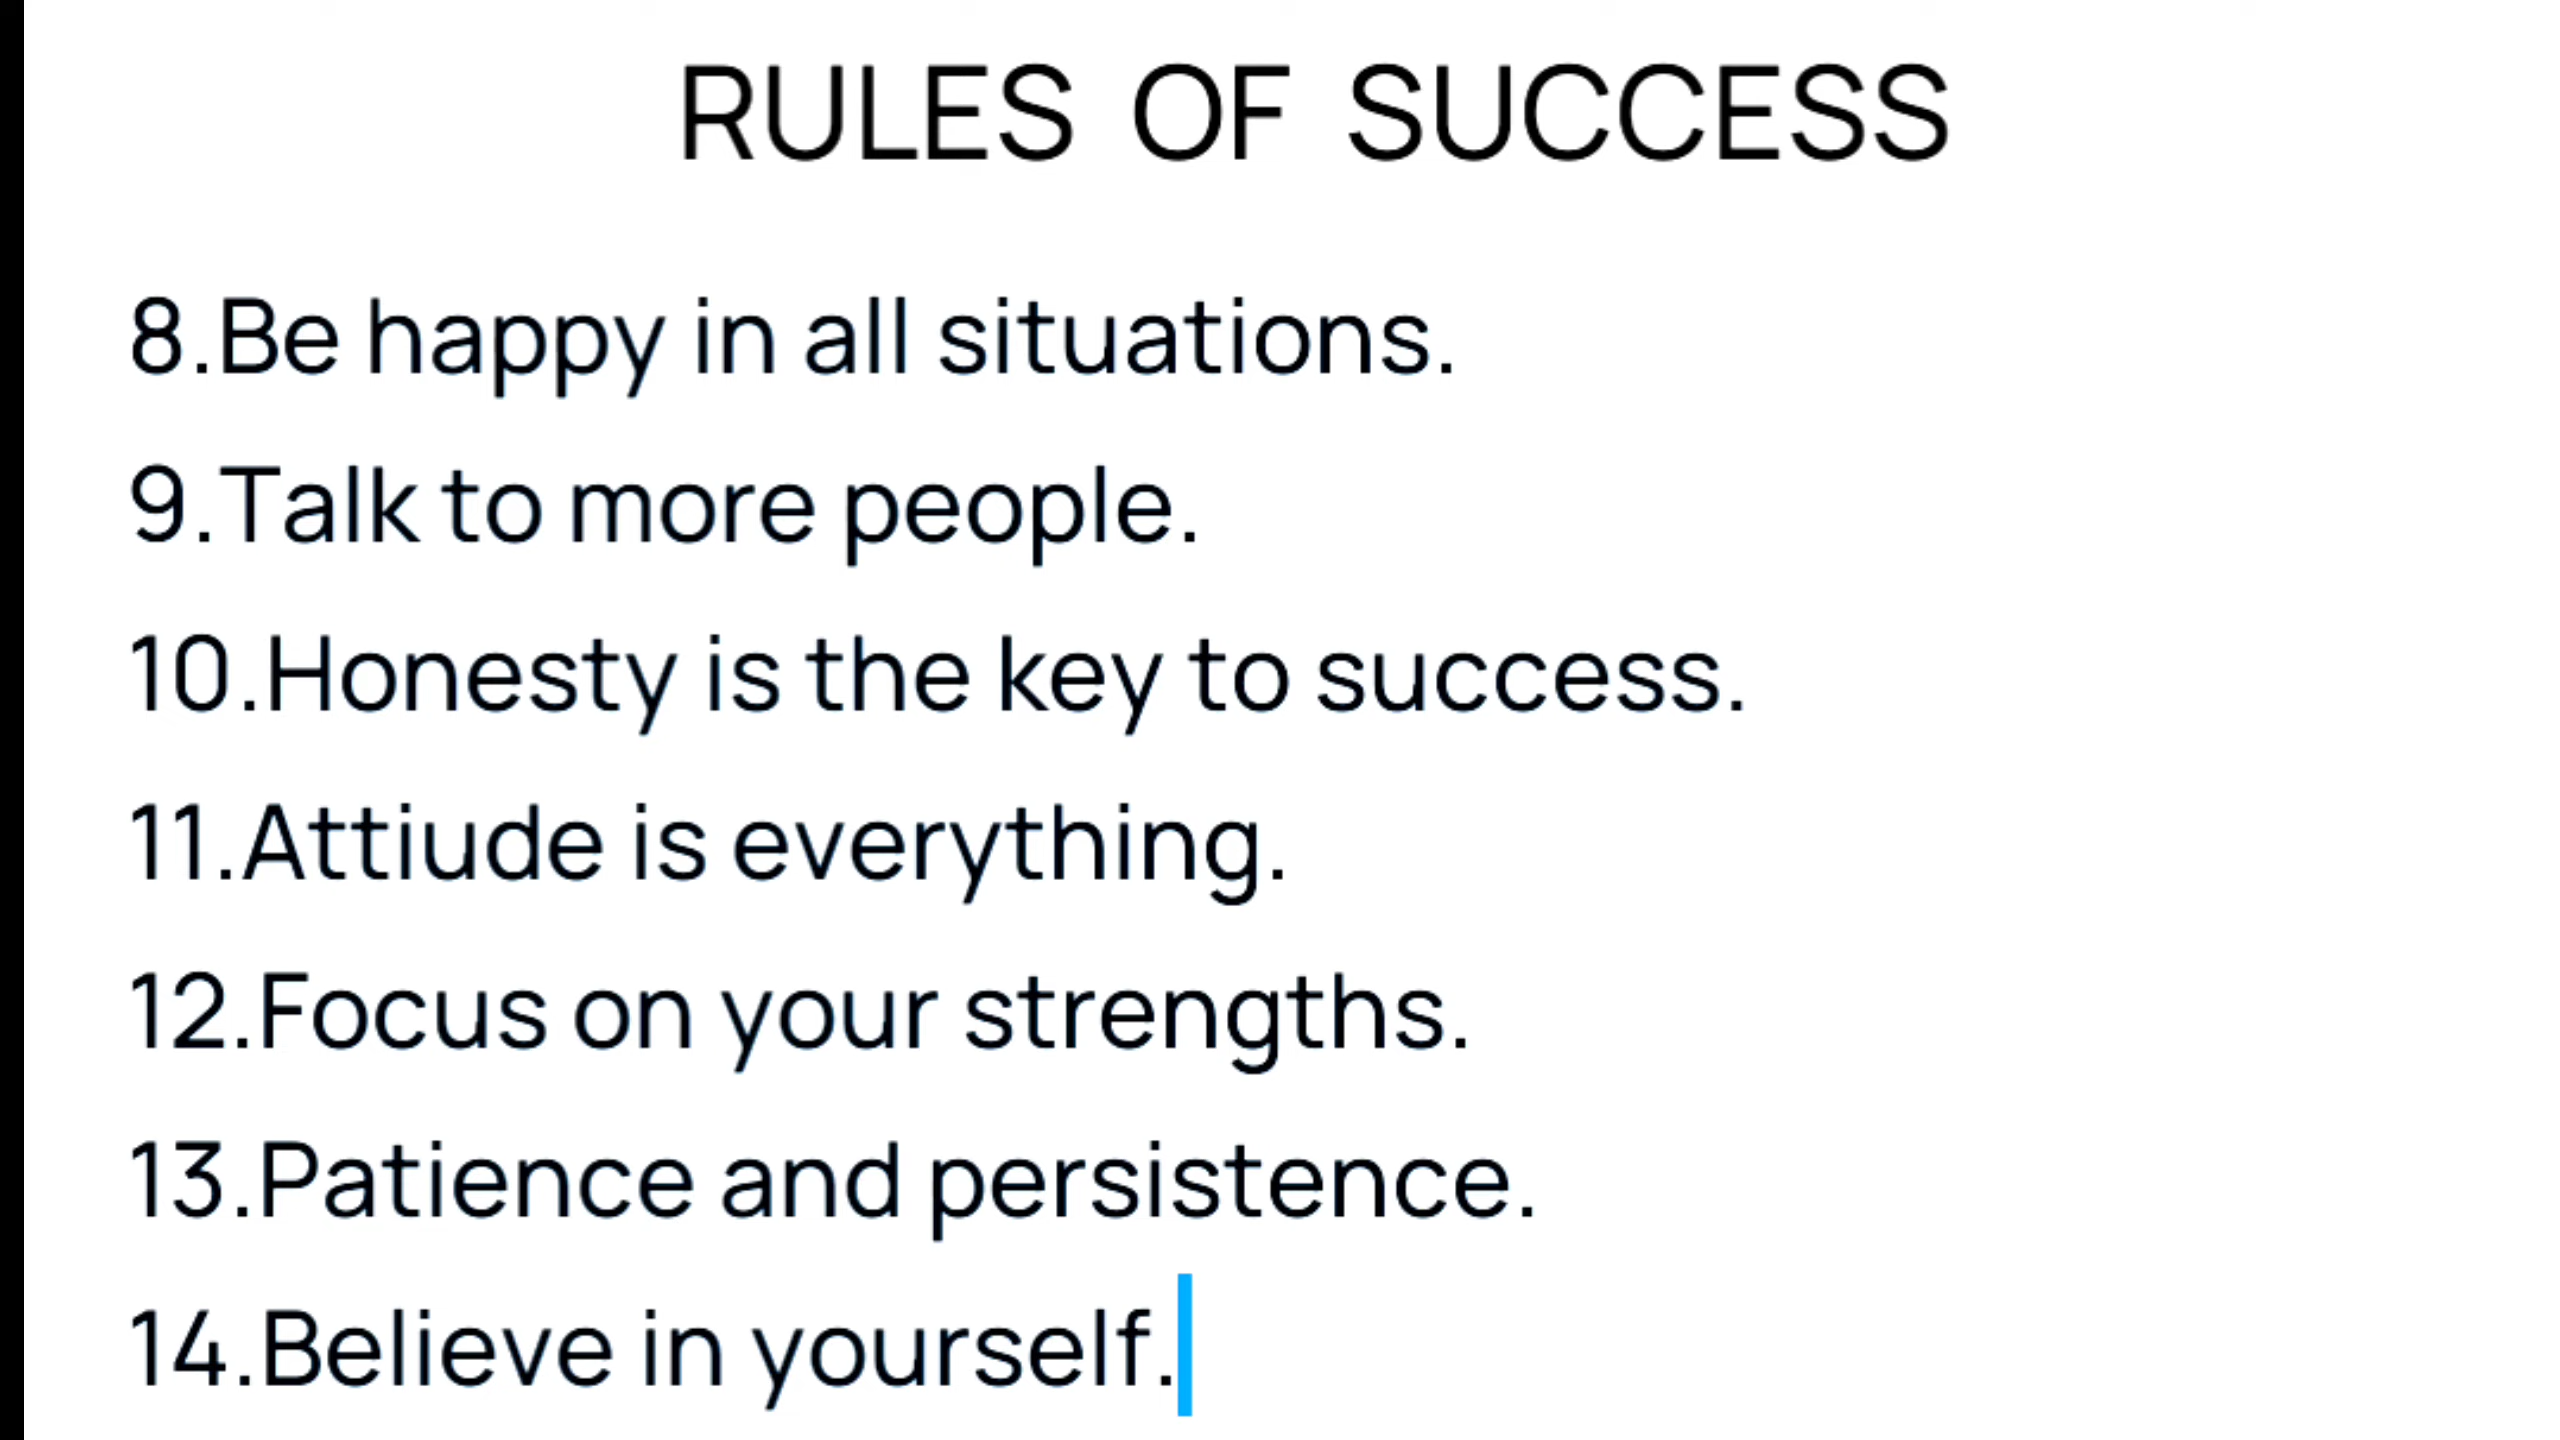 RULES OF SUCCESS
8.Be happy in all situations.
9.Talk to more people.
10.Honesty is the key to success.
11.Attiude is everything.
12.Focus on your strengths.
13.Patience and persistence.
14.Believe in yourself.